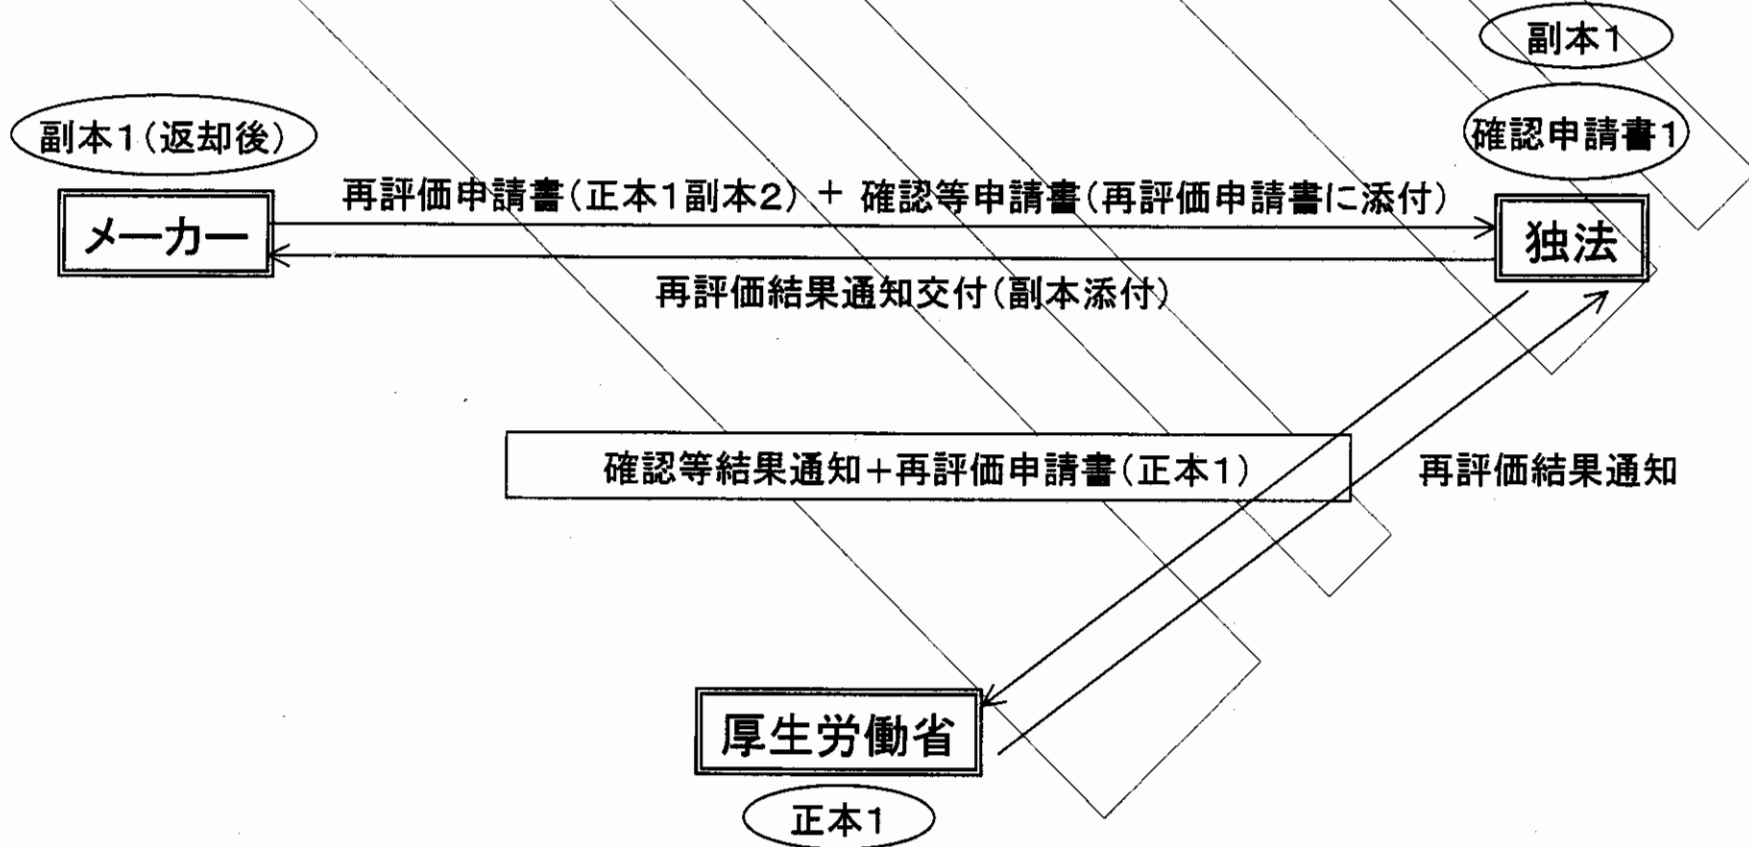 副本1
副本1(返却後)
確認申請書1
再評価申請書(正本1副本2) + 確認等申請書(再評価申請書に添付)
メーカー
独法
再評価結果通知交付(副本添付)
確認等結果通知+再評価申請書(正本1)
再評価結果通知
厚生労働省
正本1